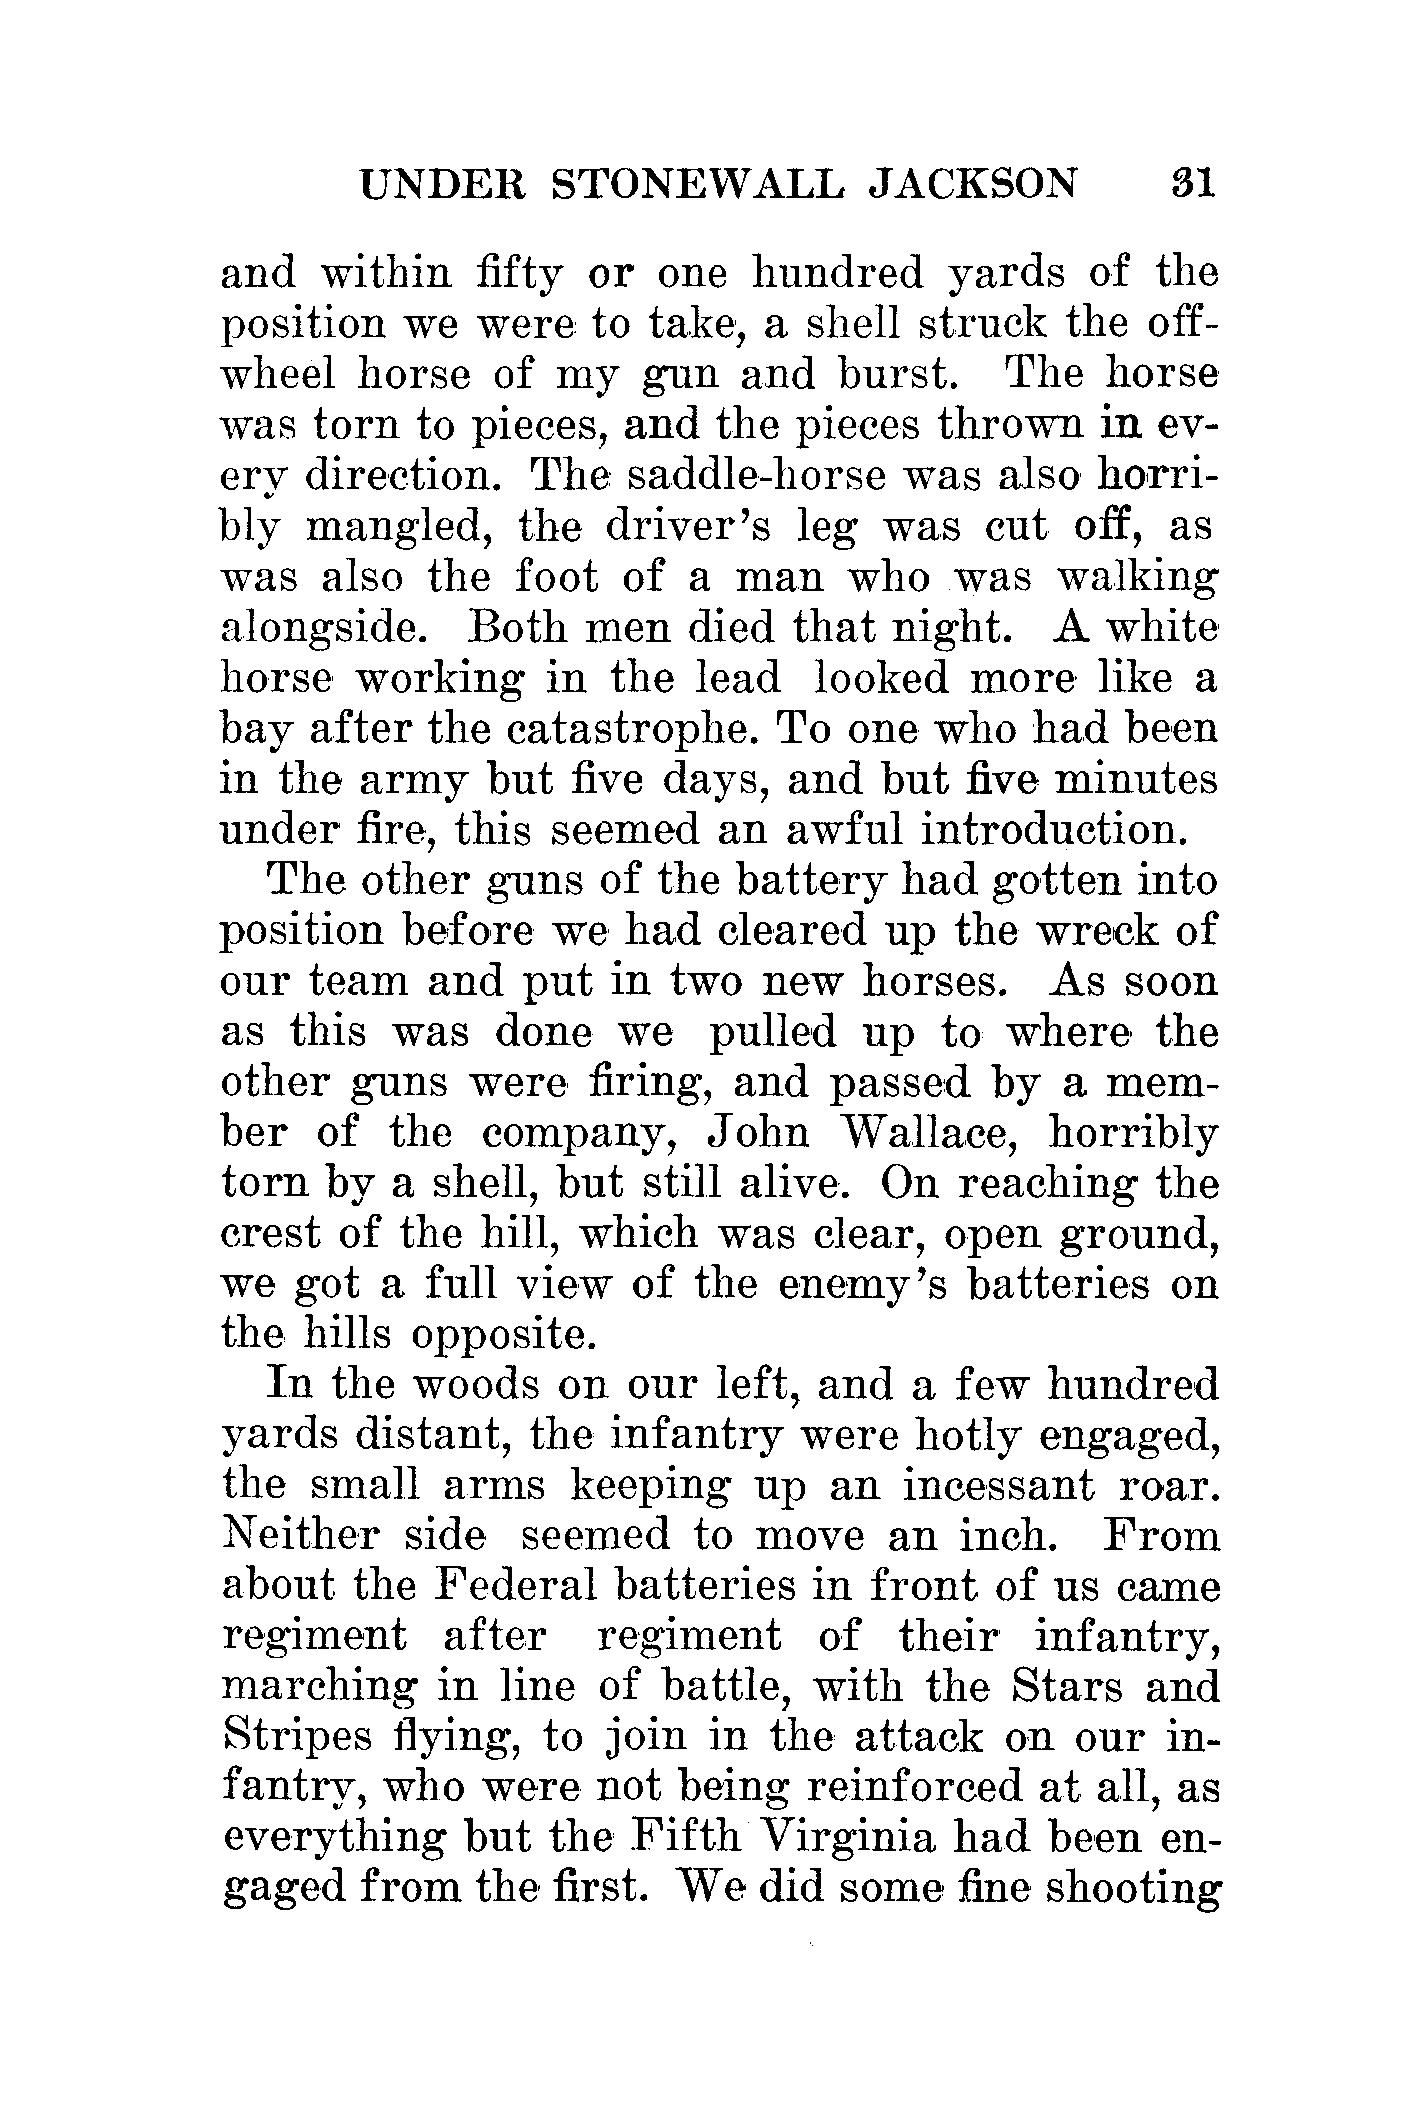 UNDER STONEWALL JACKSON 31
and within fifty or one hundred yards of the
position we were to take, a shell struck the off-
wheel horse of my gun and burst. The horse
was torn to pieces, and the pieces thrown in ev-
ery direction. The saddle-horse was also horri-
bly mangled, the driver's leg was cut off, as
was also the foot of a man who was walking
alongside. Both men died that night. A white
horse working in the lead looked more like a
bay after the catastrophe. To one who had been
in the army but five days, and but five minutes
under fire, this seemed an awful introduction.
The other guns of the battery had gotten into
position before we had cleared up the wreck of
our team and put in two new horses. As soon
as this was done we pulled up to where the
other guns were firing, and passed by a mem-
ber of the company, John Wallace, horribly
torn by a shell, but still alive. On reaching the
crest of the hill, which was clear, open ground,
we got a full view of the enemy's batteries on
the hills opposite.
In the woods on our left, and a few hundred
yards distant, the infantry were hotly engaged,
the small arms keeping up an incessant roar.
Neither side seemed to move an inch. From
about the Federal batteries in front of us came
regiment after regiment of their infantry,
marching in line of battle, with the Stars and
Stripes flying, to join in the attack on our in-
fantry, who were not being reinforced at all, as
everything but the Fifth Virginia had been en-
gaged from the first. We did some fine shooting